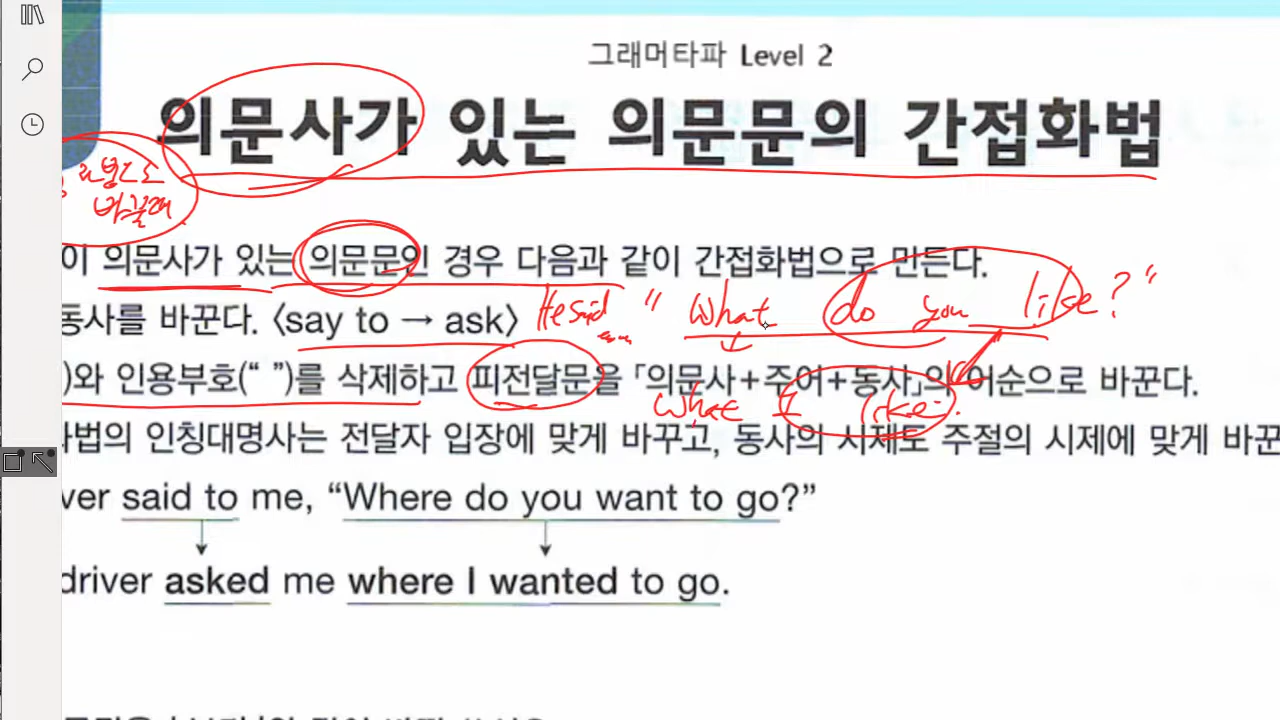 그래머타파 Level 2
의문사가 있는 의문문의 간접화법
바꿀때
이 의문사가 있는 의문문인 경우 다음과 같이 간접화법으로 만든다.
동사를 바꾼다. 〈say to → ask〉 He said “ What do you like? ”
)와 인용부호(“ ”)를 삭제하고 피전달문을 「의문사+주어+동사」의 어순으로 바꾼다.
What I like.
화법의 인칭대명사는 전달자 입장에 맞게 바꾸고, 동사의 시제도 주절의 시제에 맞게 바꾼
ver said to me, “Where do you want to go?”
driver asked me where I wanted to go.